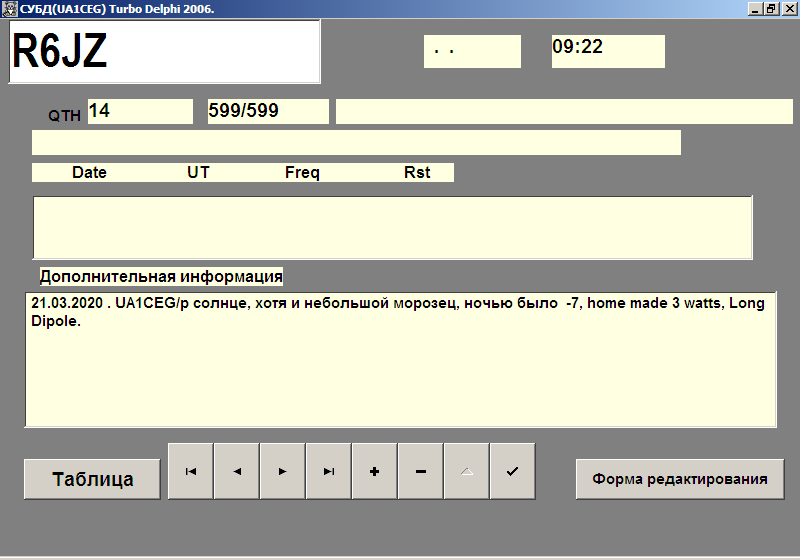 СУБД(UA1CEG) Turbo Delphi 2006.
R6JZ
. .
09:22
QTH 14 599/599
Date UT Freq Rst
Дополнительная информация
21.03.2020 . UA1CEG/p солнце, хотя и небольшой морозец, ночью было -7, home made 3 watts, Long
Dipole.
Таблица
Форма редактирования